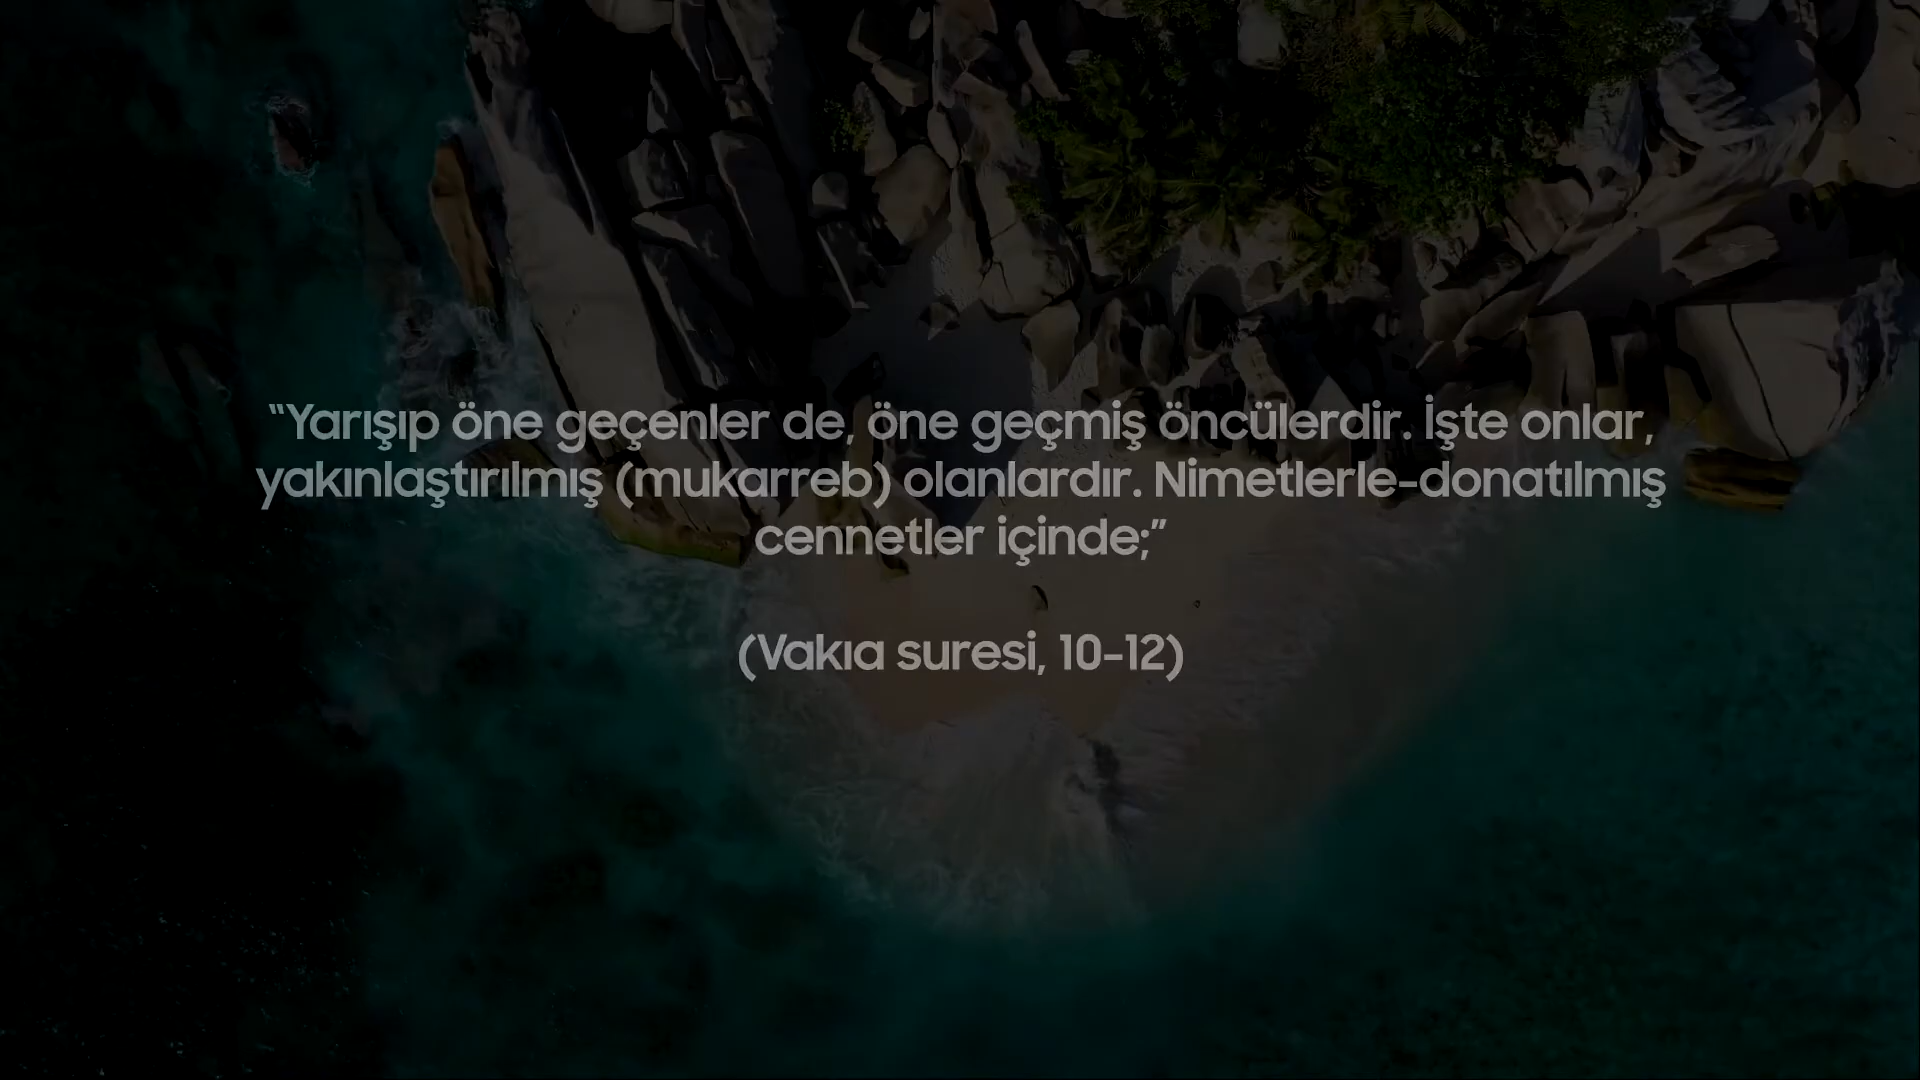 “Yarışıp öne geçenler de, öne geçmiş öncülerdir. İşte onlar,
yakınlaştırılmış (mukarreb) olanlardır. Nimetlerle-donatılmış
cennetler içinde;”
(Vakıa suresi, 10-12)